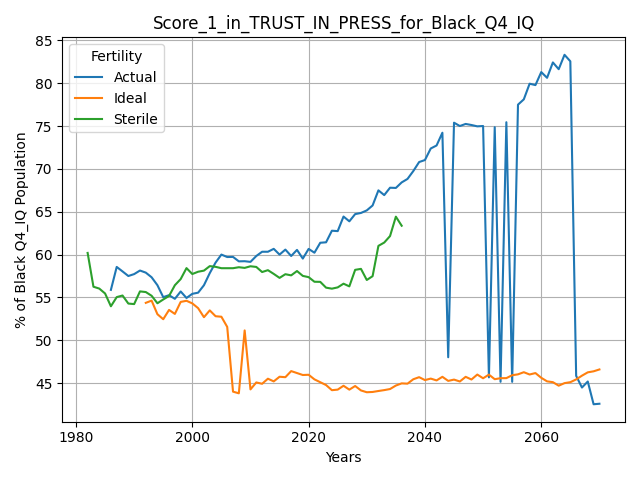 Score_1_in_TRUST_IN_PRESS_for_Black_Q4_IQ
% of Black Q4_IQ Population
85
80
75
70
65
60
55
50
45
Fertility
Actual
Ideal
Sterile
1980 2000 2020 2040 2060
Years